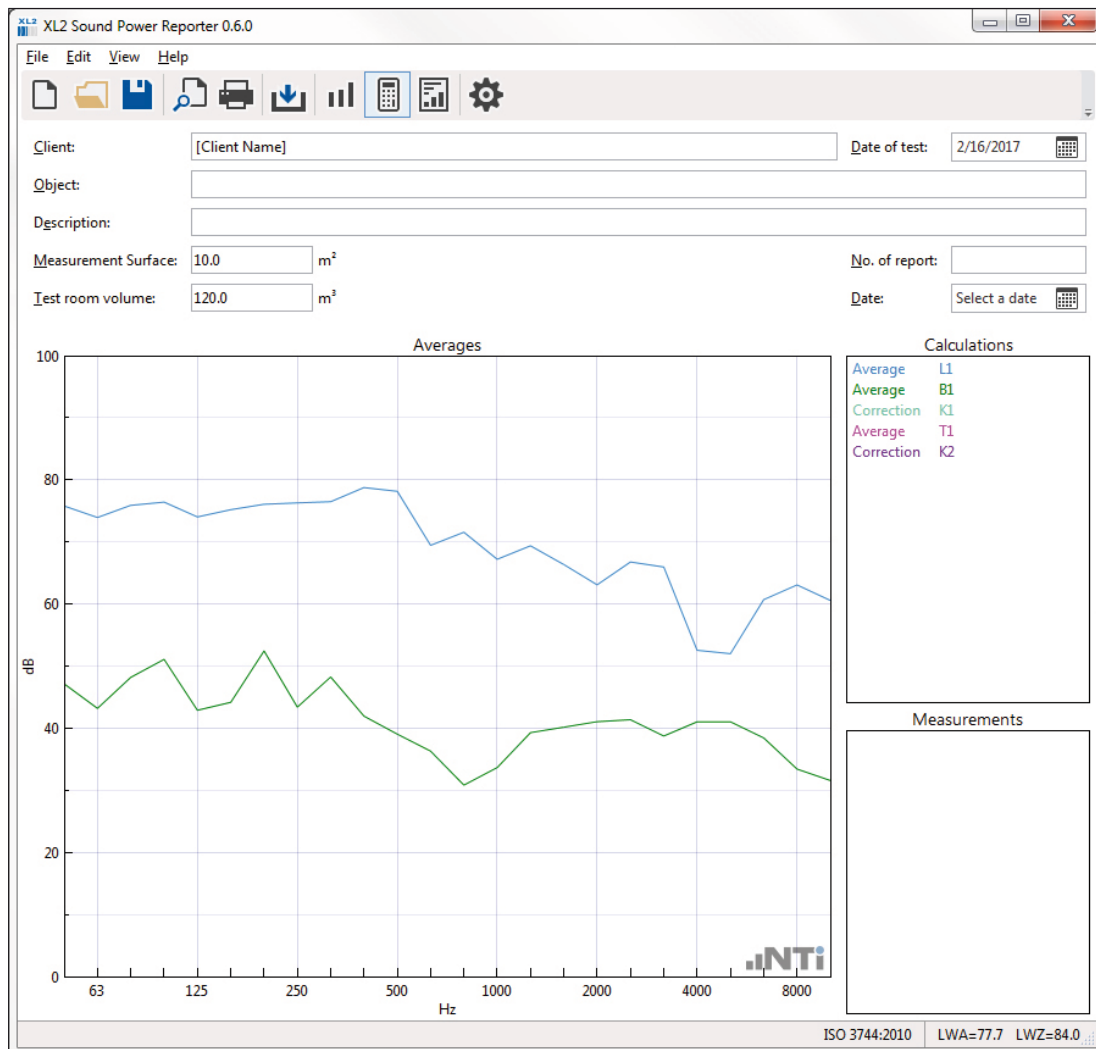 XL2 XL2 Sound Power Reporter 0.6.0
File Edit View Help
Client: [Client Name] Date of test: 2/16/2017
Object:
Description:
Measurement Surface: 10.0 m² No. of report:
Test room volume: 120.0 m³ Date: Select a date
Averages
Calculations
100
80
60
40
20
0
dB
63 125 250 500 1000 2000 4000 8000
Hz
NTi
Average L1
Average B1
Correction K1
Average T1
Correction K2
Measurements
ISO 3744:2010 LWA=77.7 LWZ=84.0